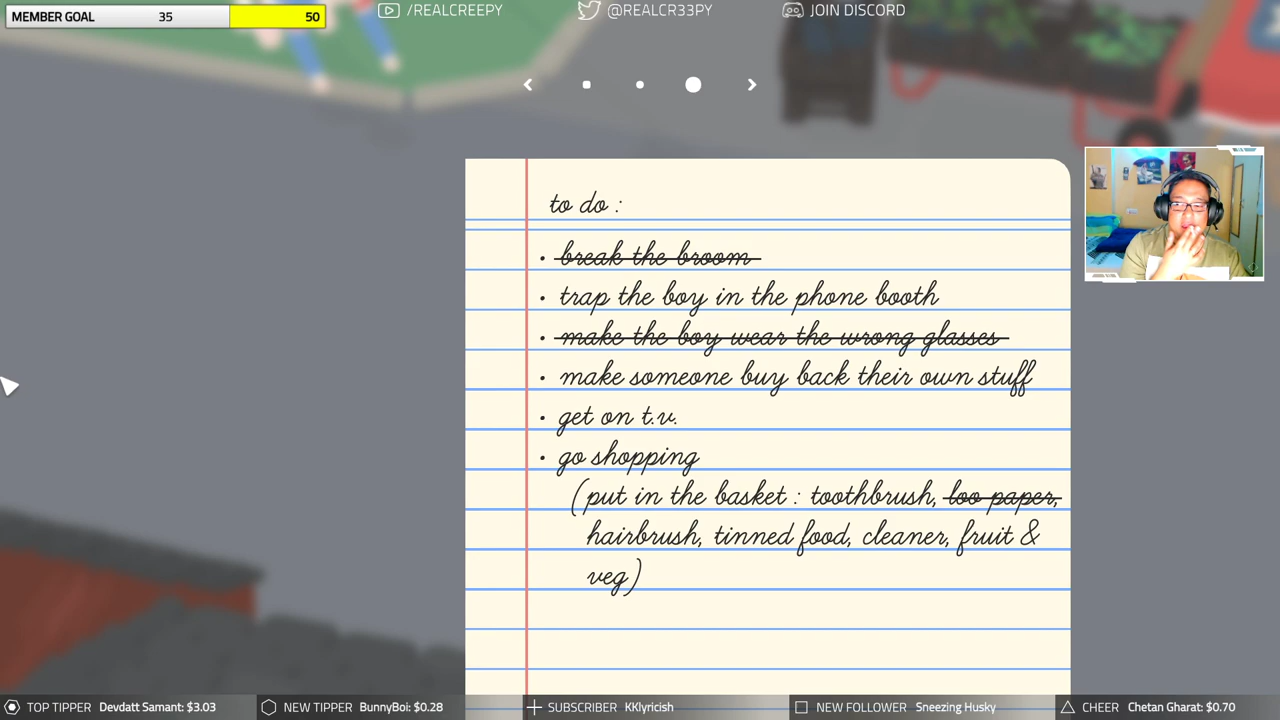 MEMBER GOAL 35 50
/REALCREEPY @REALCR33PY JOIN DISCORD
to do :
• break the broom
• trap the boy in the phone booth
• make the boy wear the wrong glasses
• make someone buy back their own stuff
• get on t.v.
• go shopping
(put in the basket : toothbrush, loo paper,
hairbrush, tinned food, cleaner, fruit &
veg)
TOP TIPPER Devdatt Samant: $3.03 NEW TIPPER BunnyBoi: $0.28 SUBSCRIBER KKlyricish NEW FOLLOWER Sneezing Husky CHEER Chetan Gharat: $0.70